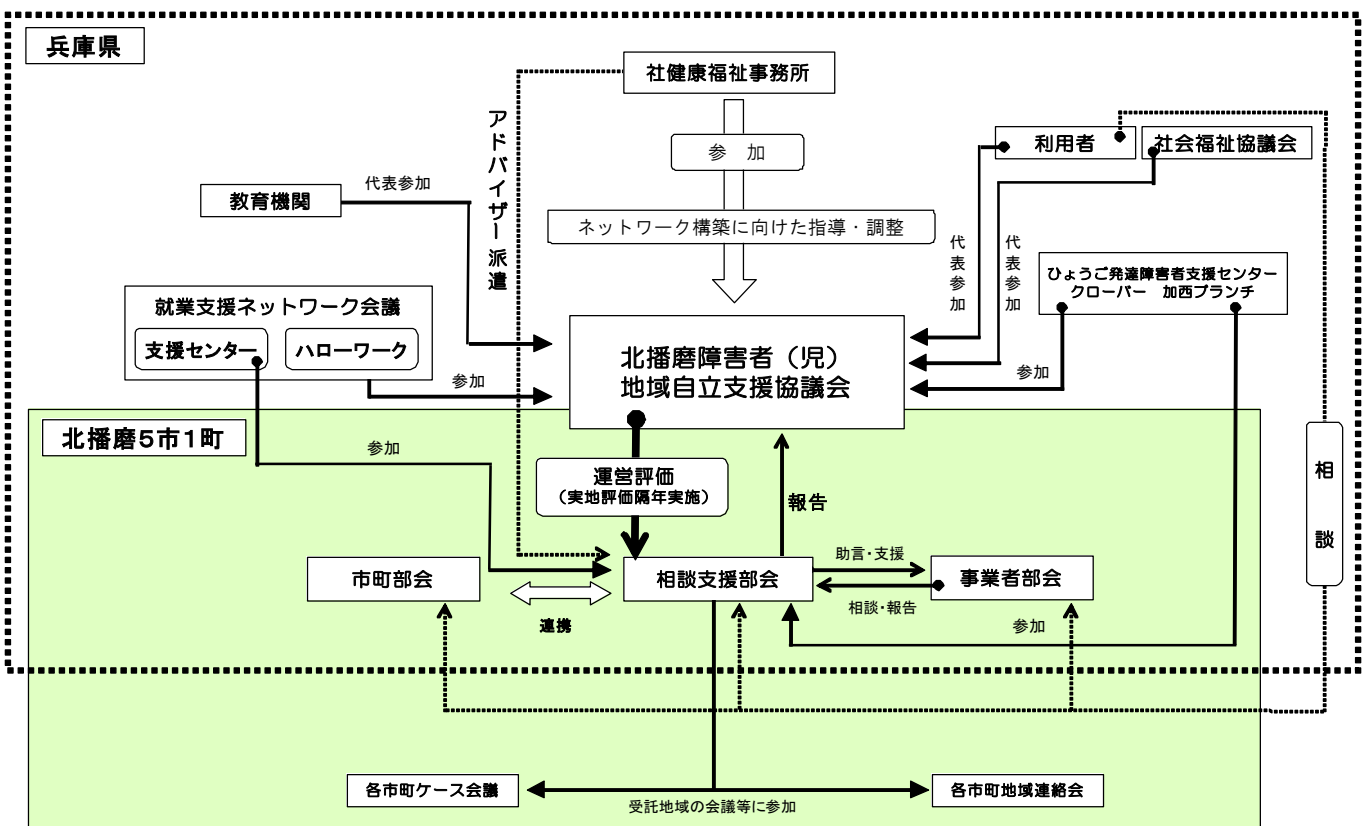 兵庫県
社健康福祉事務所
アドバイザー派遣
参 加
利用者
社会福祉協議会
教育機関
代表参加
ネットワーク構築に向けた指導・調整
代表参加
代表参加
ひょうご発達障害者支援センター
クローバー 加西ブランチ
就業支援ネットワーク会議
支援センター
ハローワーク
参加
北播磨障害者（児）
地域自立支援協議会
参加
北播磨5市1町
参加
運営評価
（実地評価隔年実施）
報告
相 談
市町部会
連携
相談支援部会
助言・支援
相談・報告
事業者部会
参加
各市町ケース会議
受託地域の会議等に参加
各市町地域連絡会